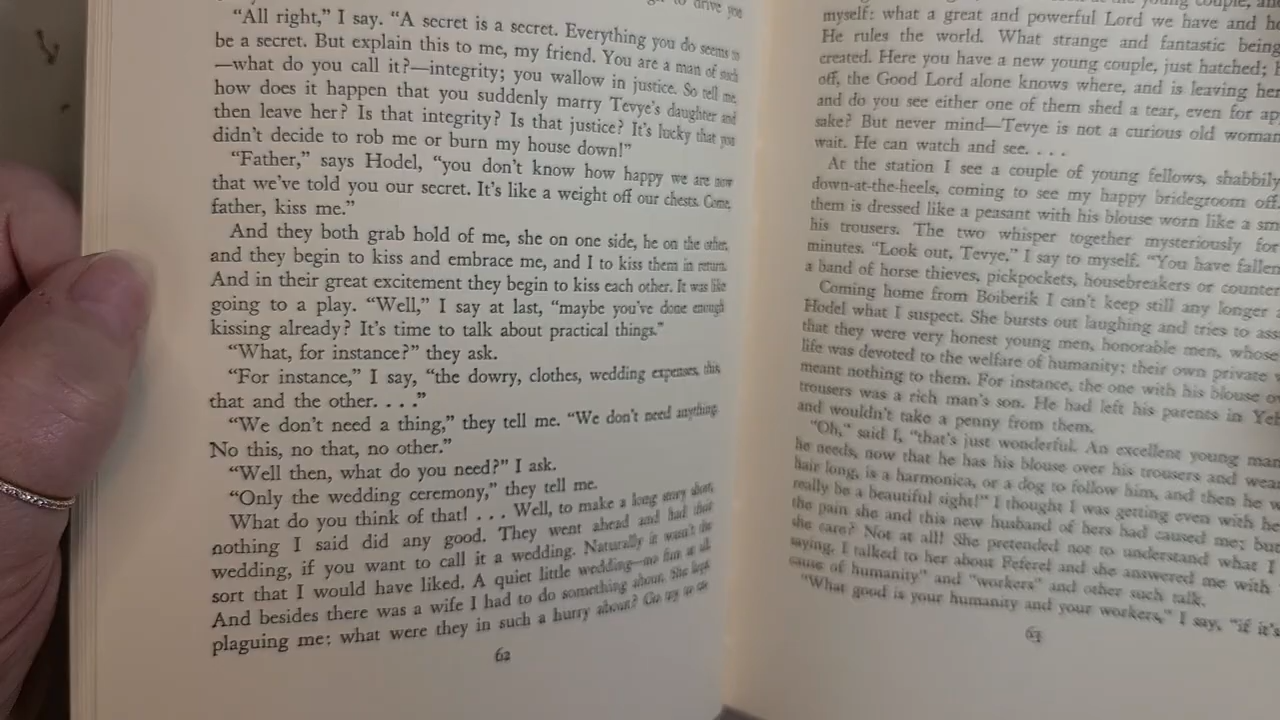 to drive you
“All right,” I say. “A secret is a secret. Everything you do seems to
be a secret. But explain this to me, my friend. You are a man of such
—what do you call it?—integrity; you wallow in justice. So tell me,
how does it happen that you suddenly marry Tevye’s daughter and
then leave her? Is that integrity? Is that justice? It’s lucky that you
didn’t decide to rob me or burn my house down!”
“Father,” says Hodel, “you don’t know how happy we are now
that we’ve told you our secret. It’s like a weight off our chests. Come,
father, kiss me.”
And they both grab hold of me, she on one side, he on the other,
and they begin to kiss and embrace me, and I to kiss them in return.
And in their great excitement they begin to kiss each other. It was like
going to a play. “Well,” I say at last, “maybe you’ve done enough
kissing already? It’s time to talk about practical things.”
“What, for instance?” they ask.
“For instance,” I say, “the dowry, clothes, wedding expenses, this,
that and the other. . . .”
“We don’t need a thing,” they tell me. “We don’t need anything.
No this, no that, no other.”
“Well then, what do you need?” I ask.
“Only the wedding ceremony,” they tell me.
What do you think of that! . . . Well, to make a long story short,
nothing I said did any good. They went ahead and had their
wedding, if you want to call it a wedding. Naturally it wasn’t the
sort that I would have liked. A quiet little wedding—no fun at all.
And besides there was a wife I had to do something about. She kept
plaguing me: what were they in such a hurry about? Go try to
62
young couple, and
myself: what a great and powerful Lord we have and
He rules the world. What strange and fantastic being
created. Here you have a new young couple, just hatched;
off, the Good Lord alone knows where, and is leaving her
and do you see either one of them shed a tear, even for ap
sake? But never mind—Tevye is not a curious old woman
wait. He can watch and see. . . .
At the station I see a couple of young fellows, shabbily
down-at-the-heels, coming to see my happy bridegroom off.
them is dressed like a peasant with his blouse worn like a sm
his trousers. The two whisper together mysteriously for
minutes. “Look out, Tevye,” I say to myself. “You have fallen
a band of horse thieves, pickpockets, housebreakers or counter
Coming home from Boiberik I can’t keep still any longer
Hodel what I suspect. She bursts out laughing and tries to ass
that they were very honest young men, honorable men, whose
life was devoted to the welfare of humanity; their own private
meant nothing to them. For instance, the one with his blouse ov
trousers was a rich man’s son. He had left his parents in Yeh
and wouldn’t take a penny from them.
“Oh,” said I, “that’s just wonderful. An excellent young man
he needs, now that he has his blouse over his trousers and wear
hair long, is a harmonica, or a dog to follow him, and then he w
really be a beautiful sight!” I thought I was getting even with he
the pain she and this new husband of hers had caused me; but
she care? Not at all! She pretended not to understand what I
saying. I talked to her about Feferel and she answered me with
cause of humanity” and “workers” and other such talk.
“What good is your humanity and your workers,” I say, “if it’s
63